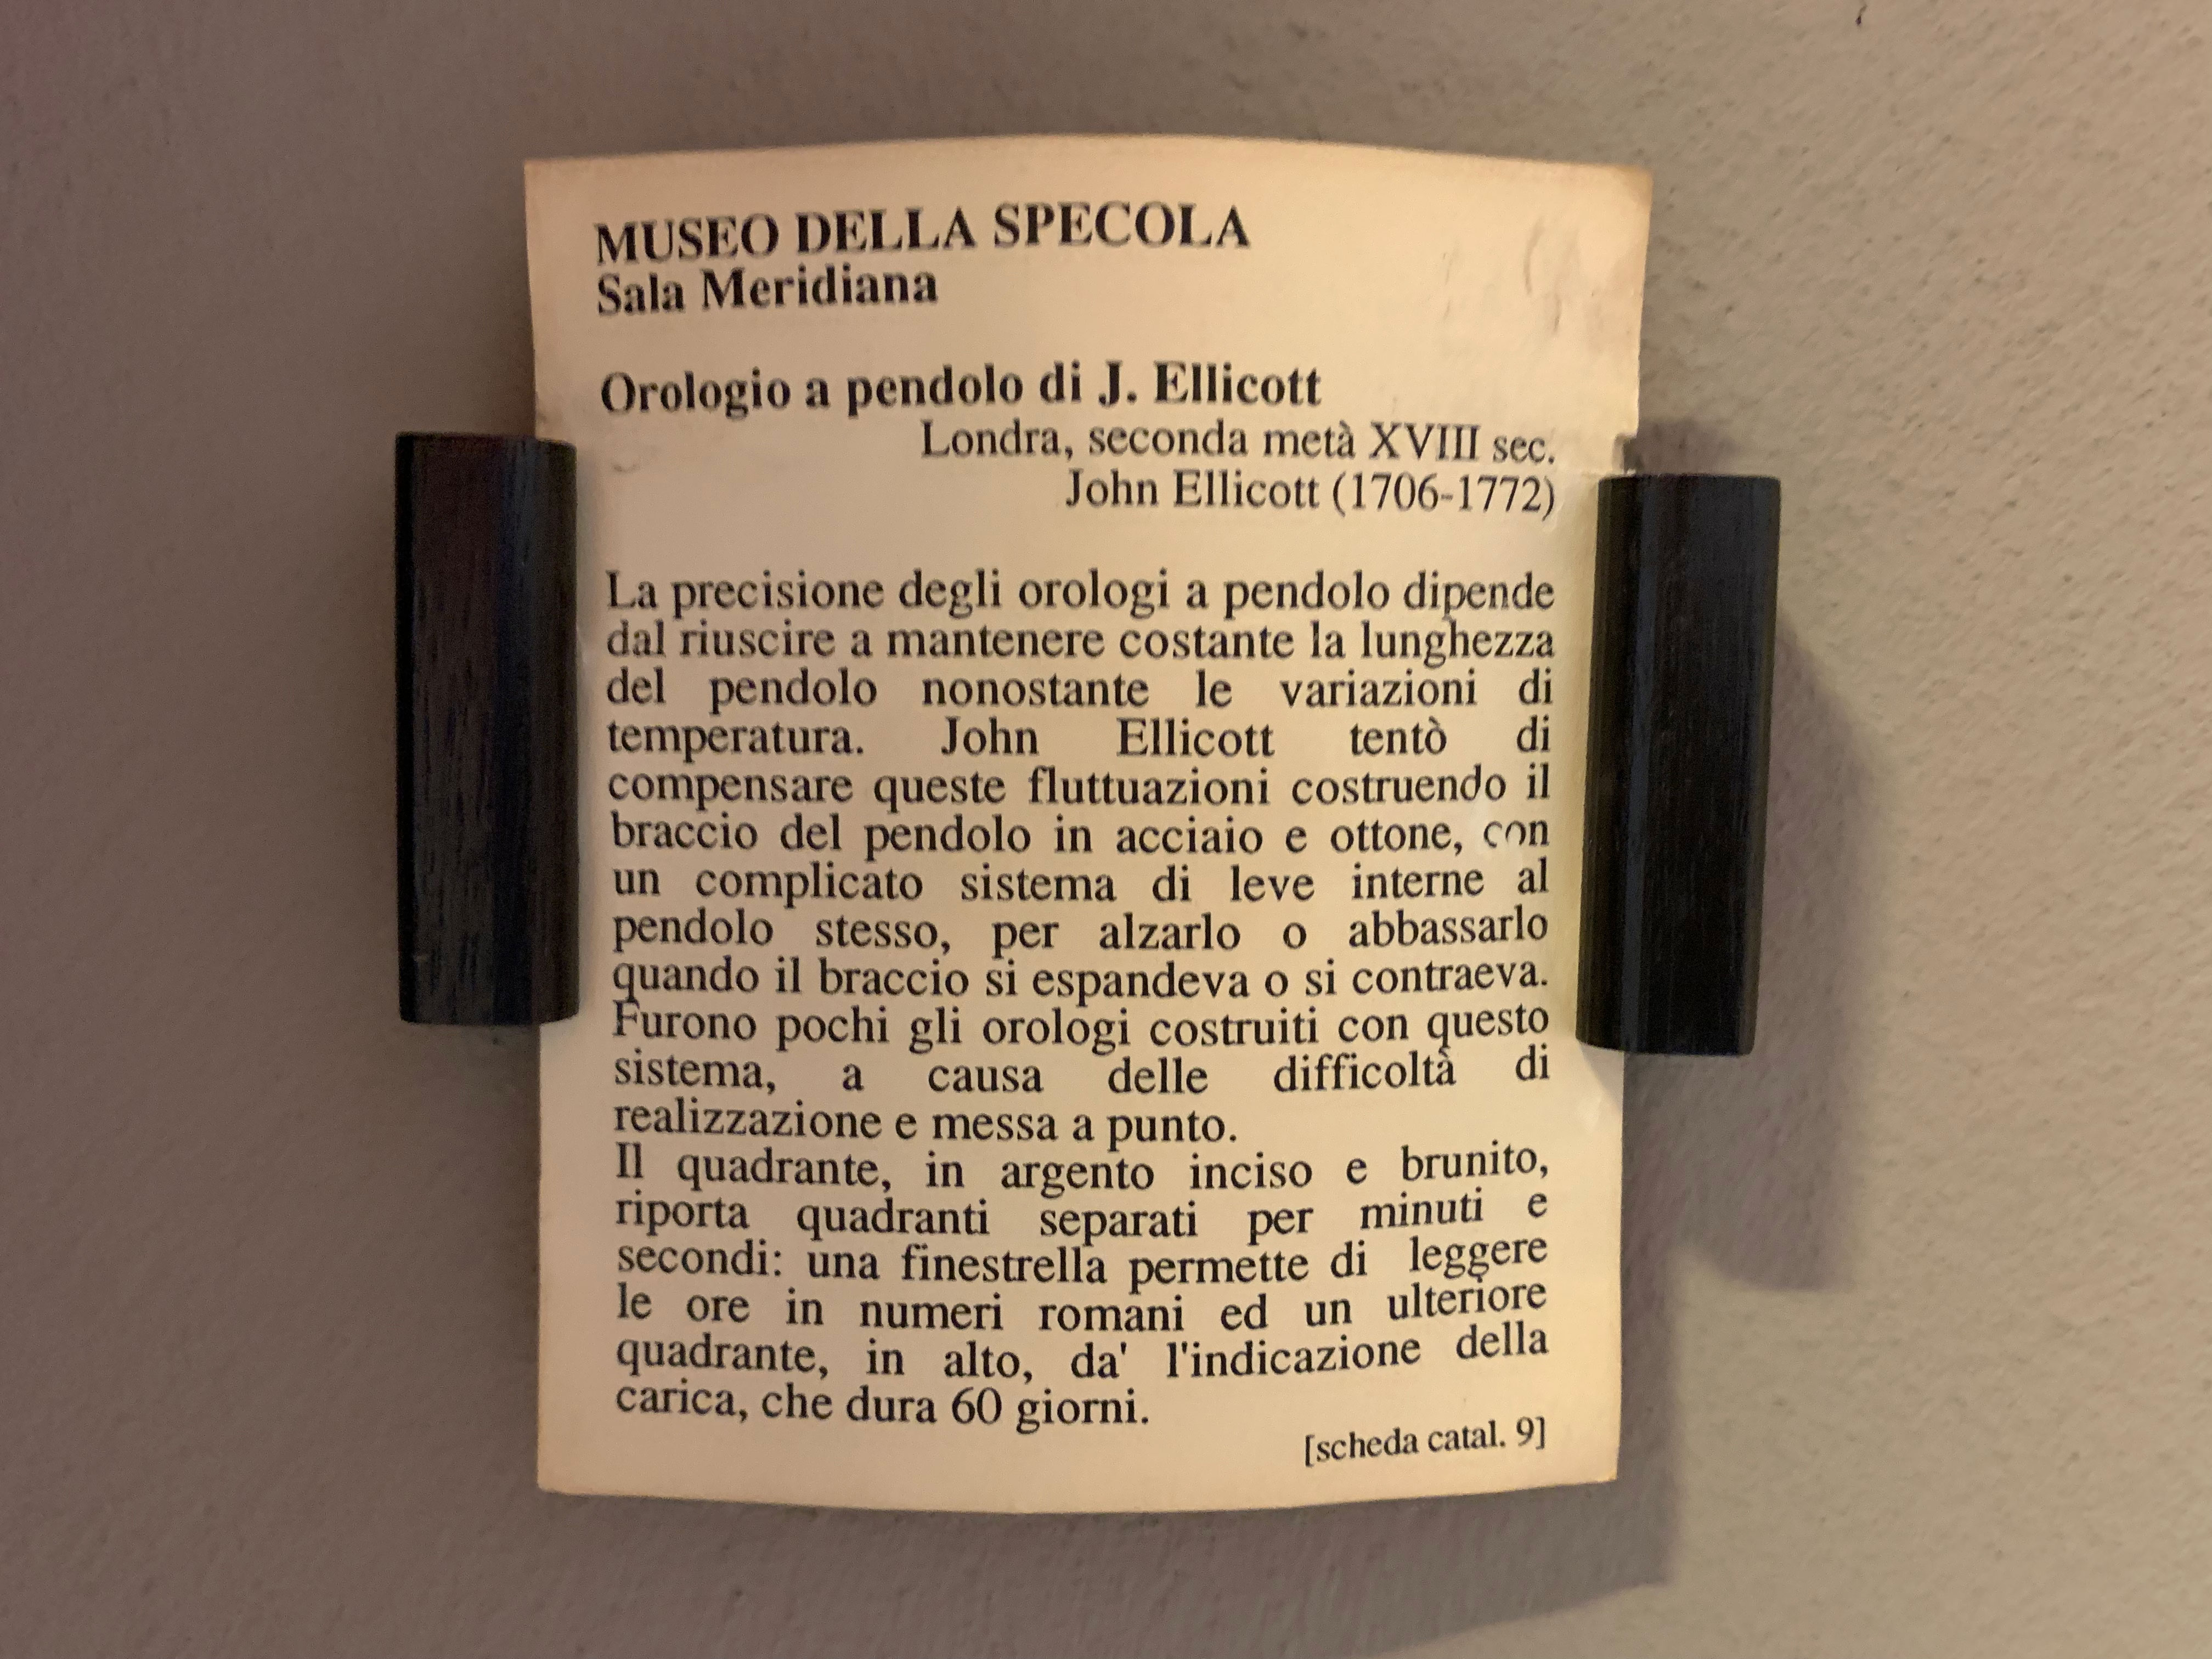 MUSEO DELLA SPECOLA
Sala Meridiana
Orologio a pendolo di J. Ellicott
Londra, seconda metà XVIII sec.
John Ellicott (1706-1772)
La precisione degli orologi a pendolo dipende
dal riuscire a mantenere costante la lunghezza
del pendolo nonostante le variazioni di
temperatura. John Ellicott tentò di
compensare queste fluttuazioni costruendo il
braccio del pendolo in acciaio e ottone, con
un complicato sistema di leve interne al
pendolo stesso, per alzarlo o abbassarlo
quando il braccio si espandeva o si contraeva.
Furono pochi gli orologi costruiti con questo
sistema, a causa delle difficoltà di
realizzazione e messa a punto.
Il quadrante, in argento inciso e brunito,
riporta quadranti separati per minuti e
secondi: una finestrella permette di leggere
le ore in numeri romani ed un ulteriore
quadrante, in alto, da' l'indicazione della
carica, che dura 60 giorni.
[scheda catal. 9]